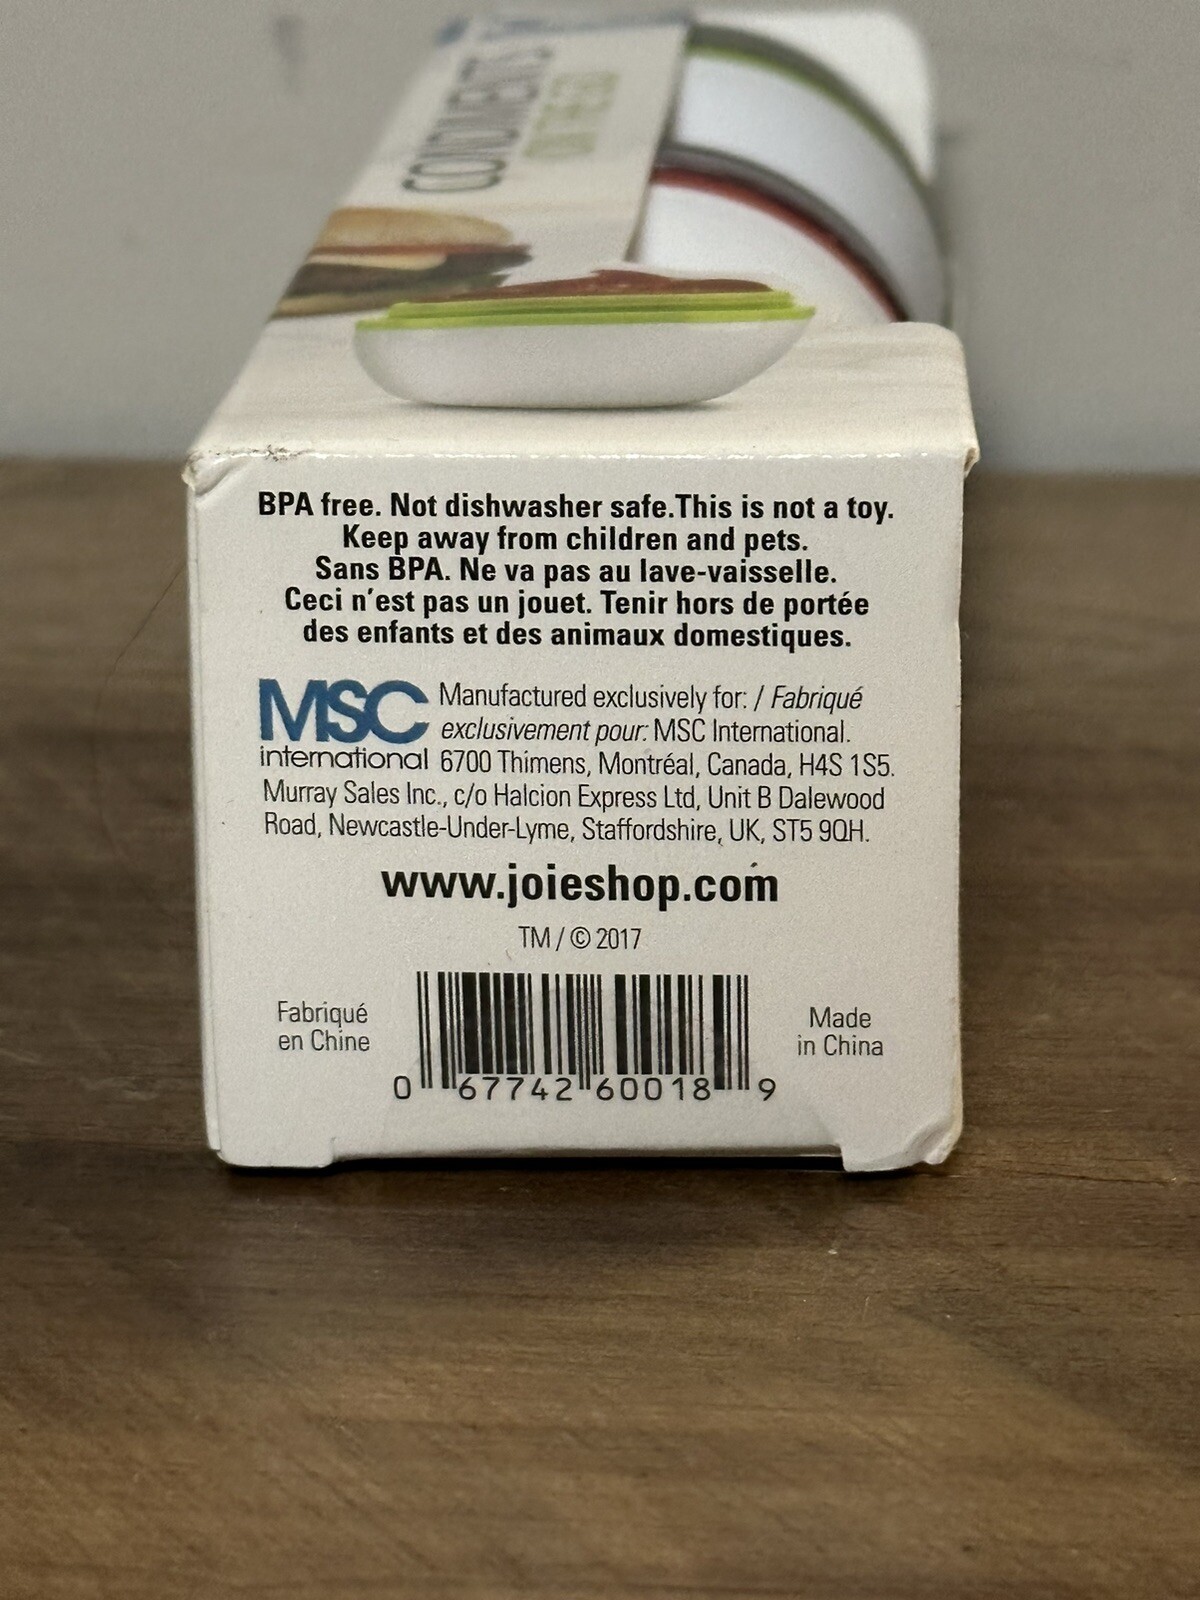 CONDIMENTS
ON THE GO
BPA free. Not dishwasher safe.This is not a toy.
Keep away from children and pets.
Sans BPA. Ne va pas au lave-vaisselle.
Ceci n'est pas un jouet. Tenir hors de portée
des enfants et des animaux domestiques.
MSC
international
Manufactured exclusively for: / Fabriqué
exclusivement pour: MSC International.
6700 Thimens, Montréal, Canada, H4S 1S5.
Murray Sales Inc., c/o Halcion Express Ltd, Unit B Dalewood
Road, Newcastle-Under-Lyme, Staffordshire, UK, ST5 9QH.
www.joieshop.com
TM / © 2017
Fabriqué
en Chine
0 67742 60018 9
Made
in China